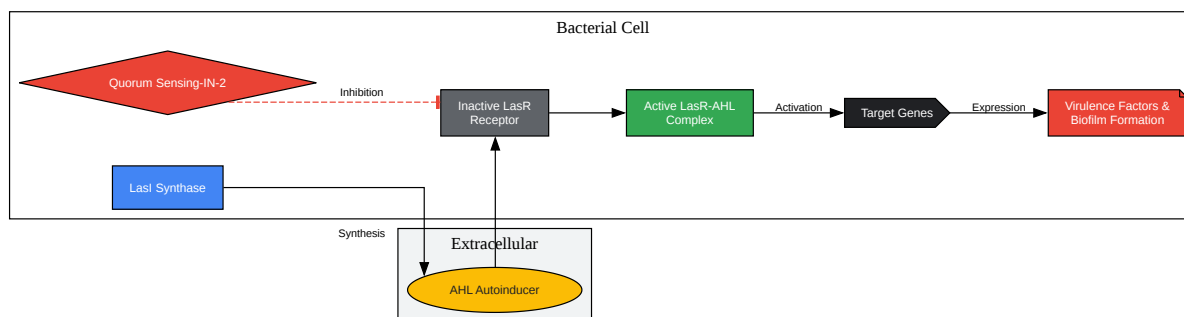 Bacterial Cell
Quorum Sensing-IN-2
Inhibition
Inactive LasR
Receptor
Active LasR-AHL
Complex
Activation
Target Genes
Expression
Virulence Factors &
Biofilm Formation
LasI Synthase
Synthesis
Extracellular
AHL Autoinducer